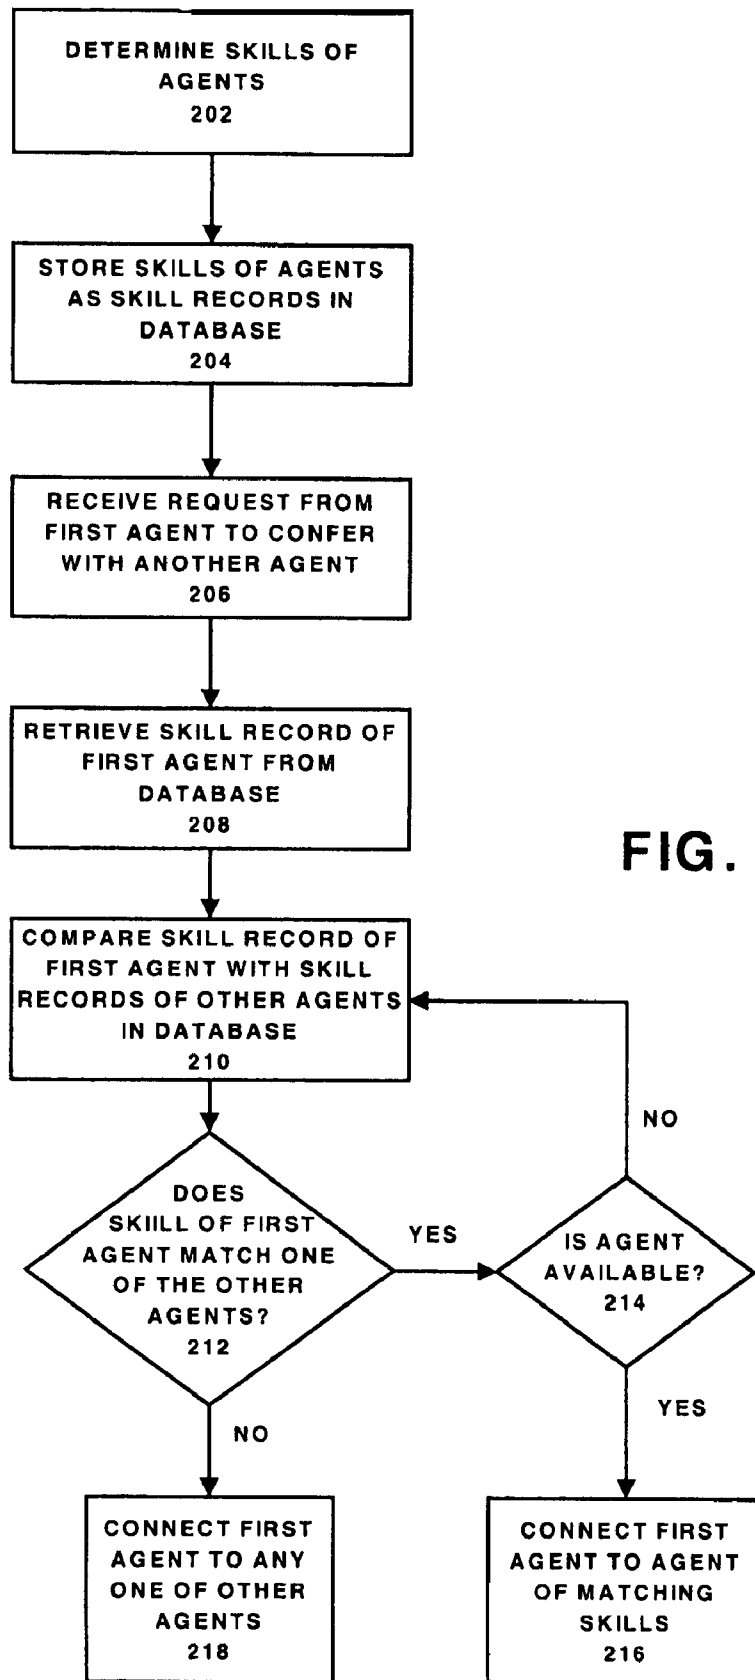 DETERMINE SKILLS OF
AGENTS
202
STORE SKILLS OF AGENTS
AS SKILL RECORDS IN
DATABASE
204
RECEIVE REQUEST FROM
FIRST AGENT TO CONFER
WITH ANOTHER AGENT
206
RETRIEVE SKILL RECORD OF
FIRST AGENT FROM
DATABASE
208
FIG.
COMPARE SKILL RECORD OF
FIRST AGENT WITH SKILL
RECORDS OF OTHER AGENTS
IN DATABASE
210
NO
DOES
SKIILL OF FIRST
AGENT MATCH ONE
OF THE OTHER
AGENTS?
212
YES
IS AGENT
AVAILABLE?
214
NO
YES
CONNECT FIRST
AGENT TO ANY
ONE OF OTHER
AGENTS
218
CONNECT FIRST
AGENT TO AGENT
OF MATCHING
SKILLS
216